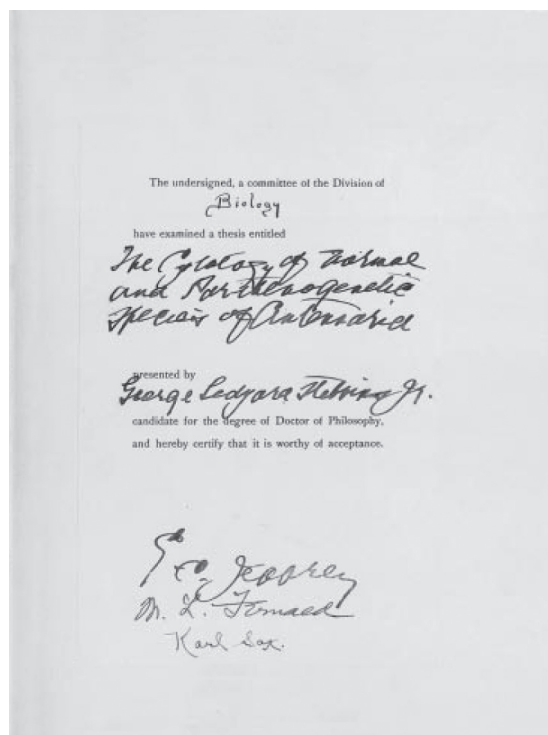 The undersigned, a committee of the Division of
Biology
have examined a thesis entitled
The Cytology of Normal
and Parthenogenetic
Species of Antennaria
presented by
George Ledyard Stebbins Jr.
candidate for the degree of Doctor of Philosophy,
and hereby certify that it is worthy of acceptance.
Jeffrey
M. L. Fernald
Karl Sax.